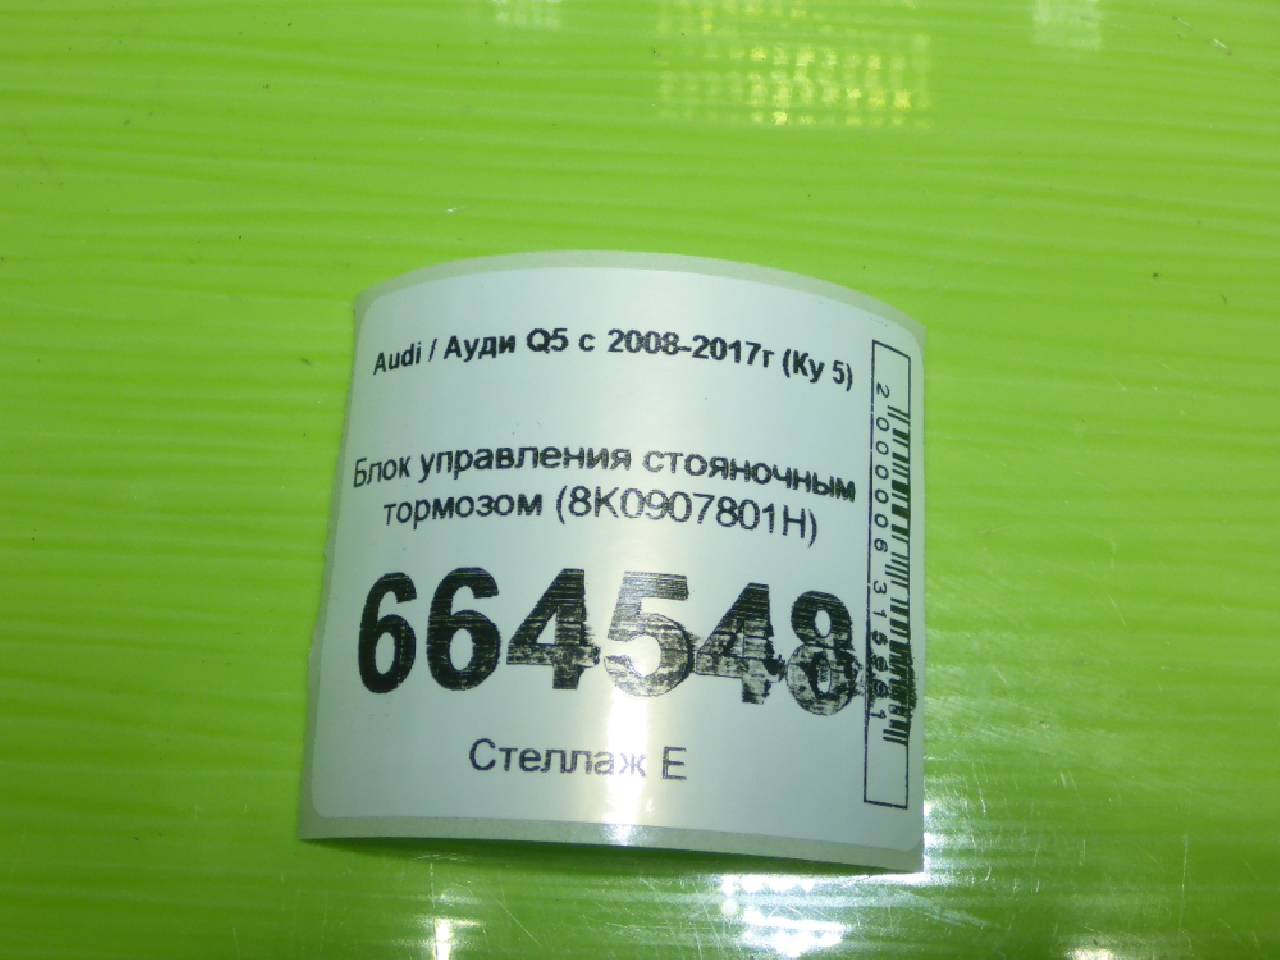 Audi / Ауди Q5 с 2008-2017г (Ку 5)
Блок управления стояночным
тормозом (8K0907801H)
664548
Стеллаж Е